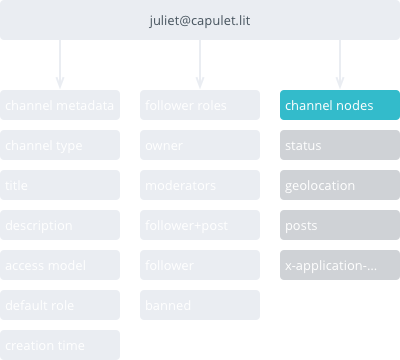 juliet@capulet.lit
channel metadata
channel type
title
description
access model
default role
creation time
follower roles
owner
moderators
follower+post
follower
banned
channel nodes
status
geolocation
posts
x-application-...